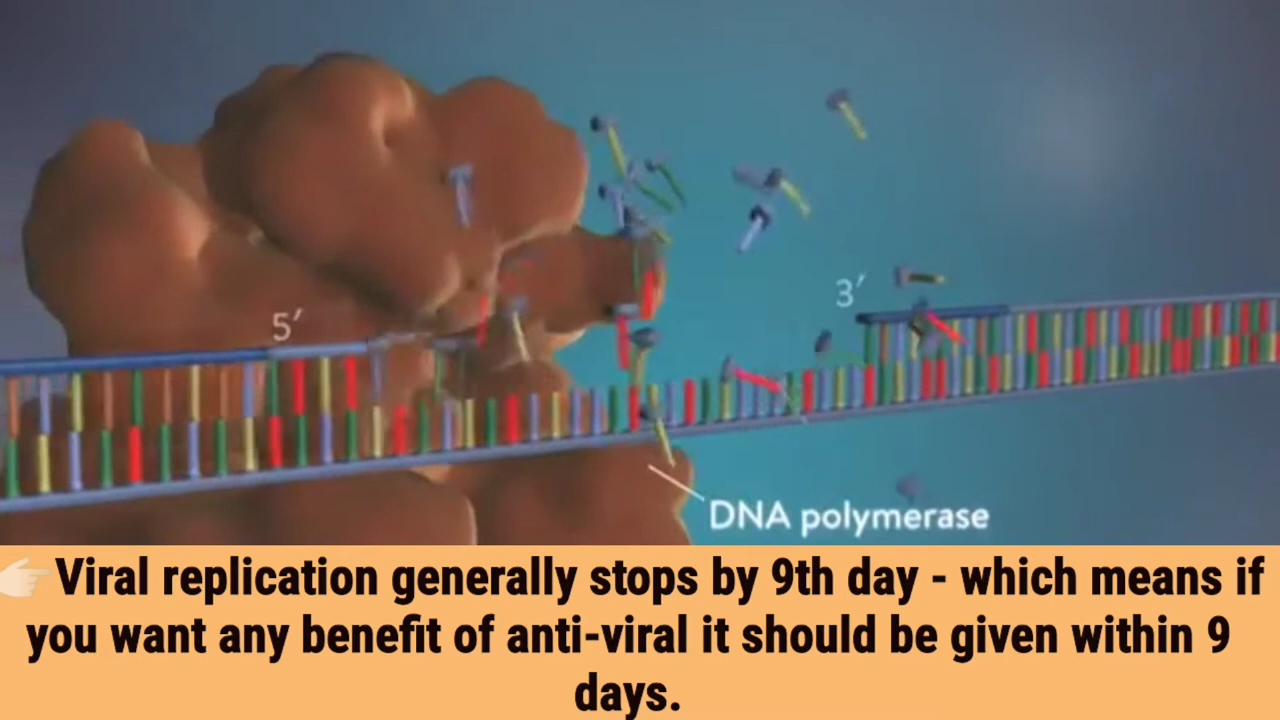 5′
3′
DNA polymerase
👉🏻 Viral replication generally stops by 9th day - which means if
you want any benefit of anti-viral it should be given within 9
days.